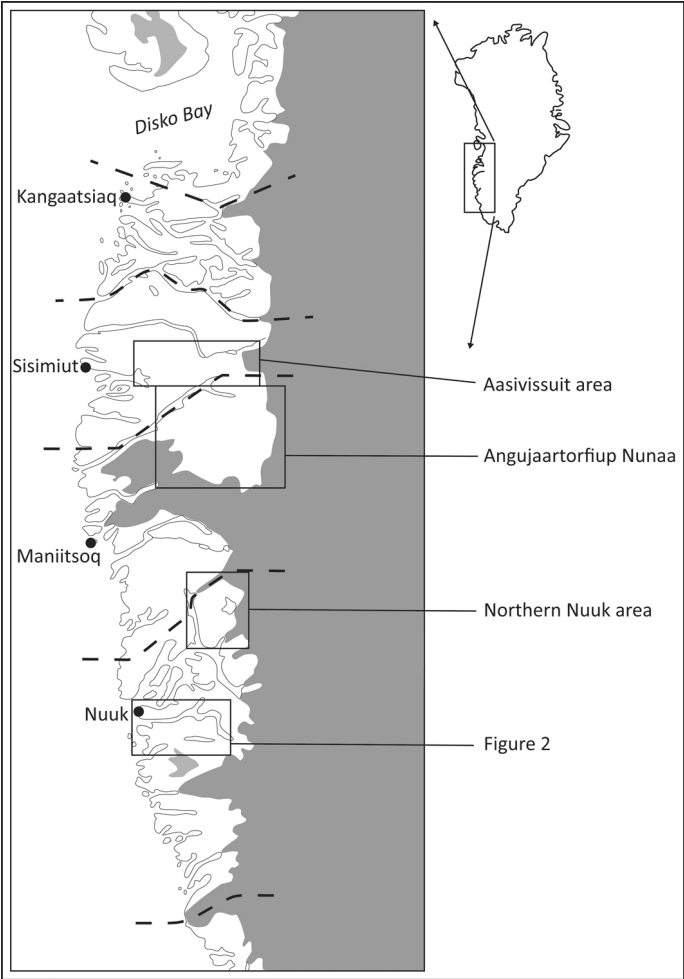 Disko Bay
Kangaatsiaq
Sisimiut
Aasivissuit area
Angujaartorfiup Nunaa
Maniitsoq
Northern Nuuk area
Nuuk
Figure 2